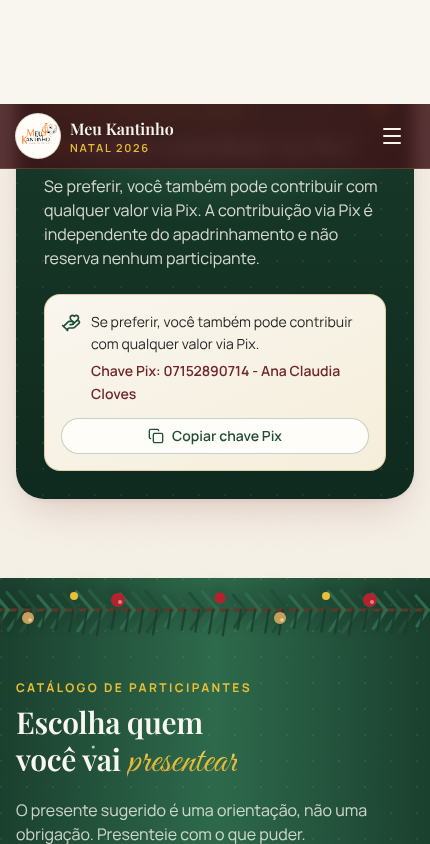 Meu Kantinho
Meu Kantinho
NATAL 2026
Se preferir, você também pode contribuir com
qualquer valor via Pix. A contribuição via Pix é
independente do apadrinhamento e não
reserva nenhum participante.
Se preferir, você também pode contribuir
com qualquer valor via Pix.
Chave Pix: 07152890714 - Ana Claudia
Cloves
Copiar chave Pix
CATÁLOGO DE PARTICIPANTES
Escolha quem
você vai presentear
O presente sugerido é uma orientação, não uma
obrigação. Presenteie com o que puder.